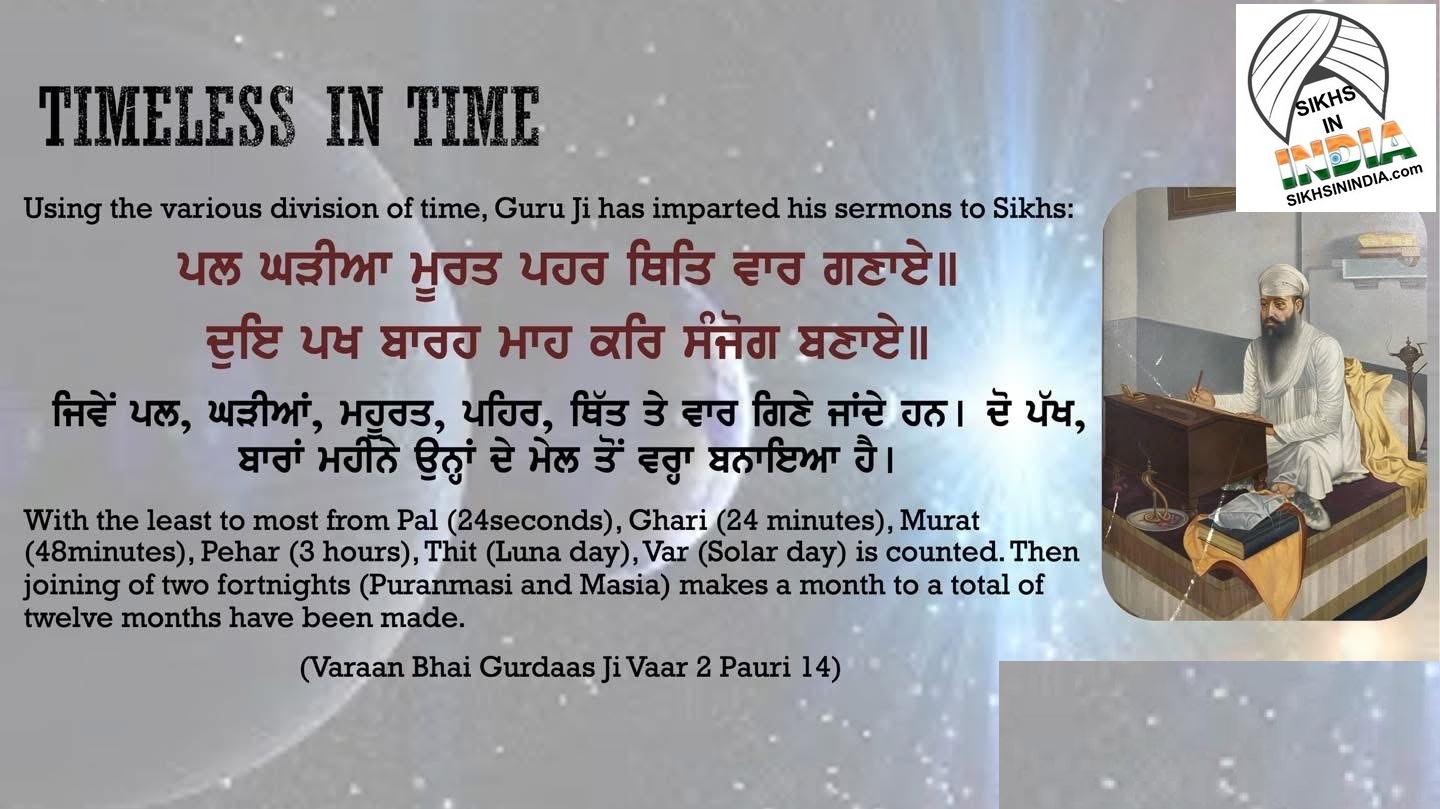 SIKHS
IN
INDIA
SIKHSININDIA.com
TIMELESS IN TIME
Using the various division of time, Guru Ji has imparted his sermons to Sikhs:
ਪਲ ਘੜੀਆ ਮੂਰਤ ਪਹਰ ਥਿਤਿ ਵਾਰ ਗਣਾਏ॥
ਦੁਇ ਪਖ ਬਾਰਹ ਮਾਹ ਕਰਿ ਸੰਜੋਗ ਬਣਾਏ॥
ਜਿਵੇਂ ਪਲ, ਘੜੀਆਂ, ਮਹੂਰਤ, ਪਹਿਰ, ਥਿੱਤ ਤੇ ਵਾਰ ਗਿਣੇ ਜਾਂਦੇ ਹਨ। ਦੋ ਪੱਖ,
ਬਾਰਾਂ ਮਹੀਨੇ ਉਨ੍ਹਾਂ ਦੇ ਮੇਲ ਤੋਂ ਵਰ੍ਹਾ ਬਨਾਇਆ ਹੈ।
With the least to most from Pal (24seconds), Ghari (24 minutes), Murat
(48minutes), Pehar (3 hours), Thit (Luna day), Var (Solar day) is counted. Then
joining of two fortnights (Puranmasi and Masia) makes a month to a total of
twelve months have been made.
(Varaan Bhai Gurdaas Ji Vaar 2 Pauri 14)